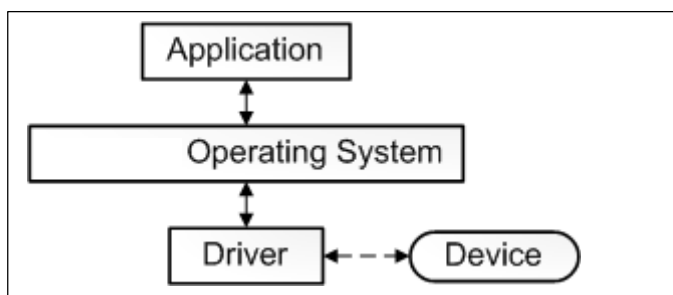 Application
Operating System
Driver
Device